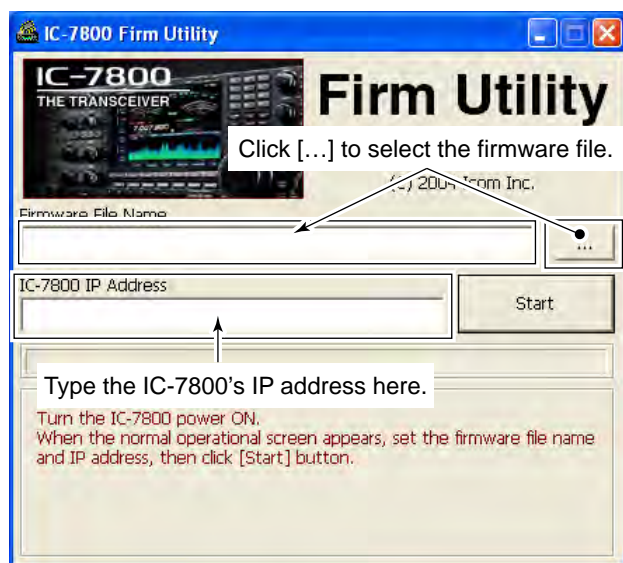 IC-7800 Firm Utility
IC-7800
THE TRANSCEIVER
Firm Utility
Click […] to select the firmware file.
(C) 2004 Icom Inc.
Firmware File Name
...
IC-7800 IP Address
Start
Type the IC-7800's IP address here.
Turn the IC-7800 power ON.
When the normal operational screen appears, set the firmware file name
and IP address, then click [Start] button.